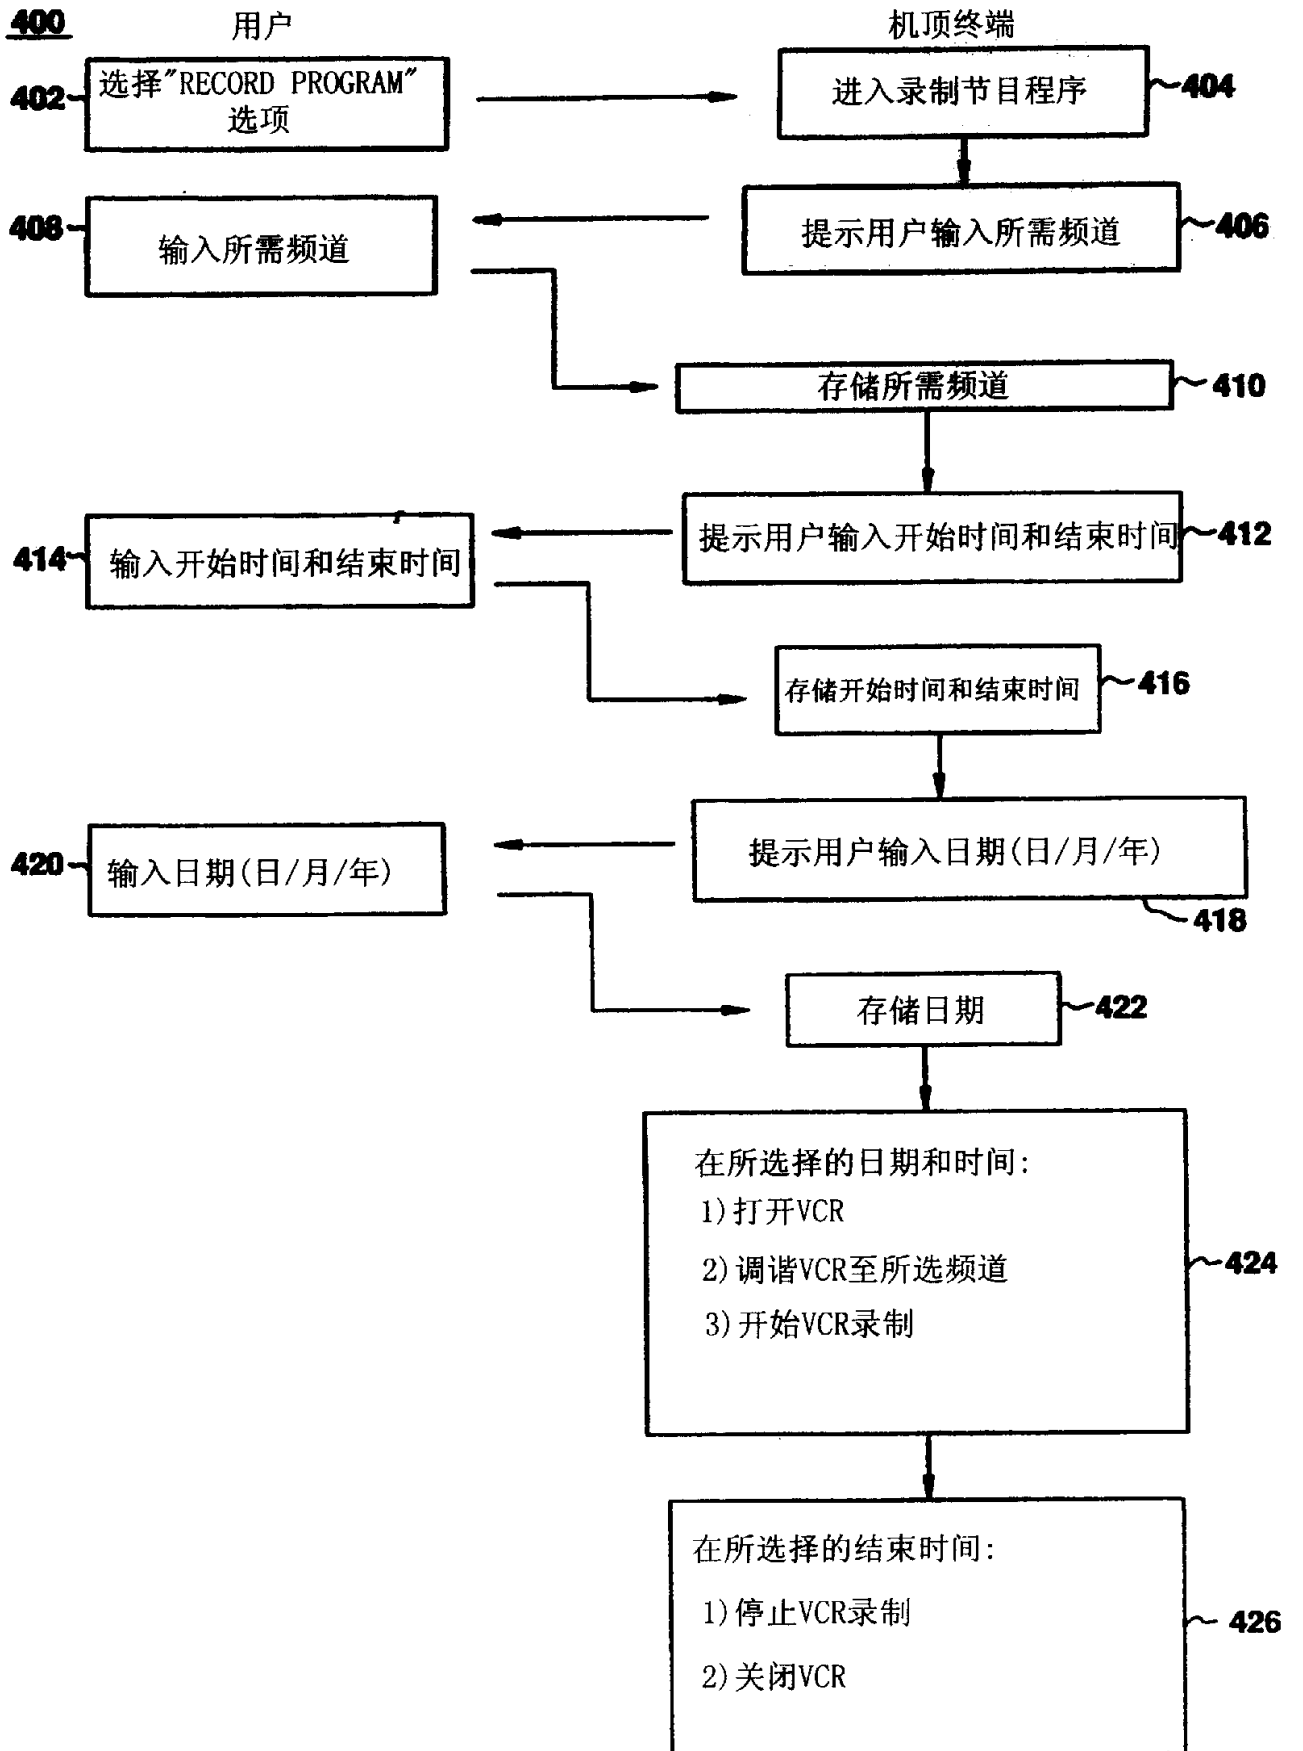 400
用户
机顶终端
402
选择"RECORD PROGRAM"
选项
进入录制节目程序
404
提示用户输入所需频道
406
408
输入所需频道
存储所需频道
410
提示用户输入开始时间和结束时间
412
414
输入开始时间和结束时间
存储开始时间和结束时间
416
提示用户输入日期(日/月/年)
418
420
输入日期(日/月/年)
存储日期
422
在所选择的日期和时间:
1)打开VCR
2)调谐VCR至所选频道
3)开始VCR录制
424
在所选择的结束时间:
1)停止VCR录制
2)关闭VCR
426